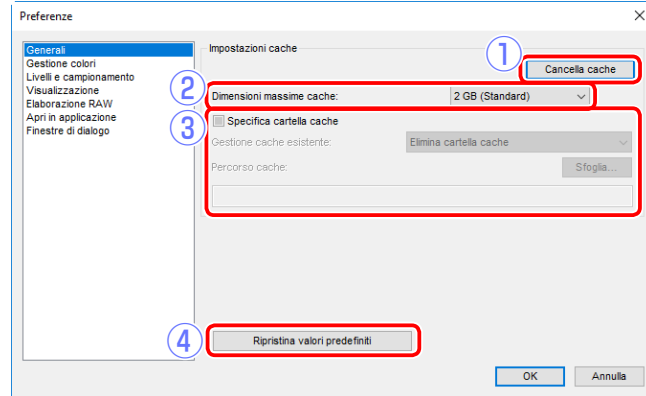 Preferenze
Generali
Gestione colori
Livelli e campionamento
Visualizzazione
Elaborazione RAW
Apri in applicazione
Finestre di dialogo
Impostazioni cache
1
Cancella cache
2
Dimensioni massime cache: 2 GB (Standard)
3
Specifica cartella cache
Gestione cache esistente: Elimina cartella cache
Percorso cache: Sfoglia...
4
Ripristina valori predefiniti
OK Annulla